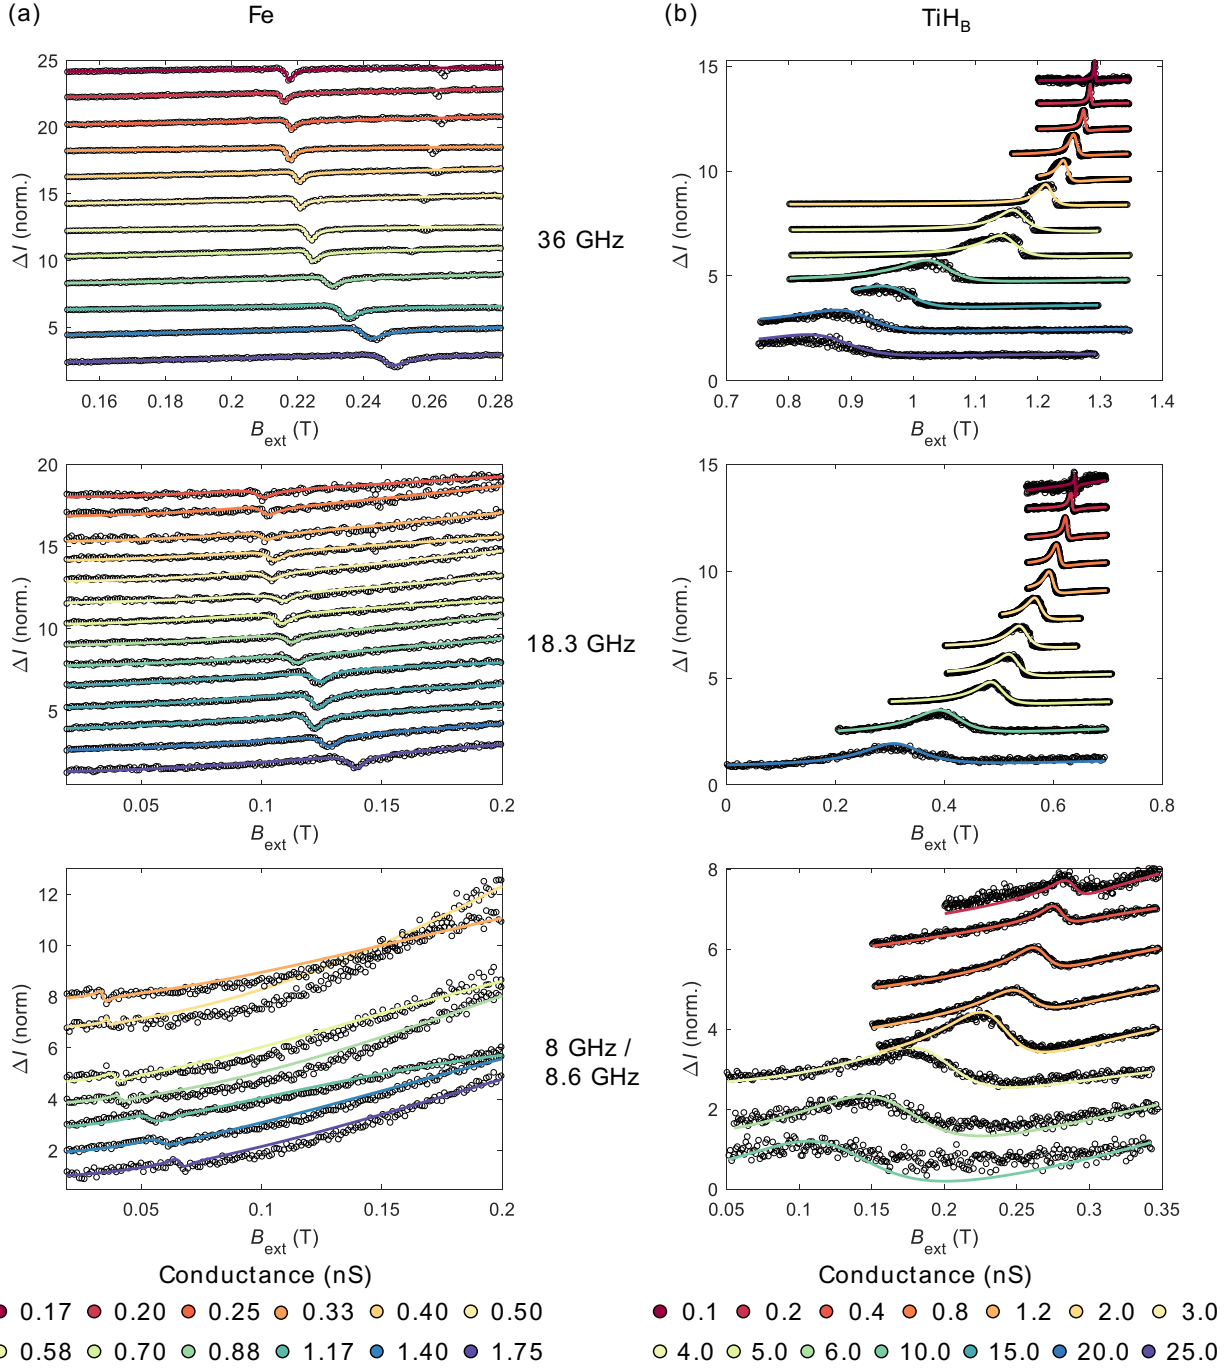 (a)
Fe
(b)
TiH_B
25
20
15
10
5
ΔI (norm.)
0.16 0.18 0.2 0.22 0.24 0.26 0.28
B_ext (T)
36 GHz
15
10
5
0
ΔI (norm.)
0.7 0.8 0.9 1 1.1 1.2 1.3 1.4
B_ext (T)
20
15
10
5
ΔI (norm.)
0.05 0.1 0.15 0.2
B_ext (T)
18.3 GHz
15
10
5
0
ΔI (norm.)
0 0.2 0.4 0.6 0.8
B_ext (T)
12
10
8
6
4
2
ΔI (norm)
0.05 0.1 0.15 0.2
B_ext (T)
8 GHz /
8.6 GHz
8
6
4
2
0
ΔI (norm.)
0.05 0.1 0.15 0.2 0.25 0.3 0.35
B_ext (T)
Conductance (nS)
0.17 0.20 0.25 0.33 0.40 0.50
0.58 0.70 0.88 1.17 1.40 1.75
Conductance (nS)
0.1 0.2 0.4 0.8 1.2 2.0 3.0
4.0 5.0 6.0 10.0 15.0 20.0 25.0